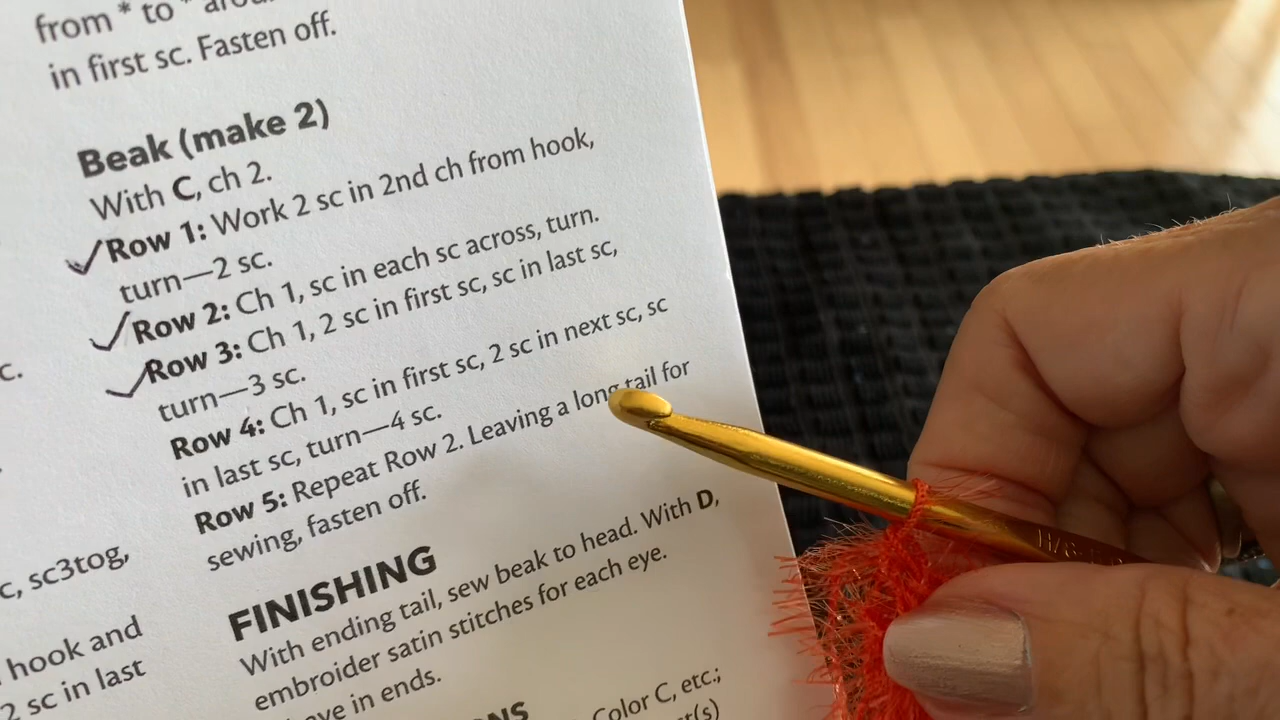 from * to *
in first sc. Fasten off.
Beak (make 2)
With C, ch 2.
Row 1: Work 2 sc in 2nd ch from hook,
turn—2 sc.
Row 2: Ch 1, sc in each sc across, turn.
Row 3: Ch 1, 2 sc in first sc, sc in last sc,
turn—3 sc.
Row 4: Ch 1, sc in first sc, 2 sc in next sc, sc
in last sc, turn—4 sc.
Row 5: Repeat Row 2. Leaving a long tail for
sewing, fasten off.
FINISHING
With ending tail, sew beak to head. With D,
embroider satin stitches for each eye.
in ends.
Color C, etc.;
c.
c, sc3tog,
hook and
2 sc in last